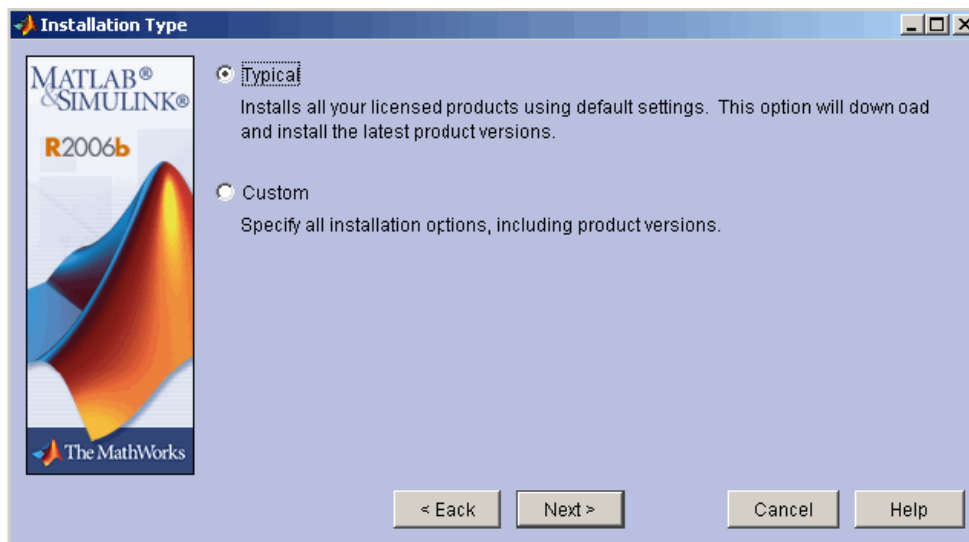 Installation Type
MATLAB®
&SIMULINK®
R2006b
The MathWorks
Typical
Installs all your licensed products using default settings. This option will down oad
and install the latest product versions.
Custom
Specify all installation options, including product versions.
< Eack
Next >
Cancel
Help